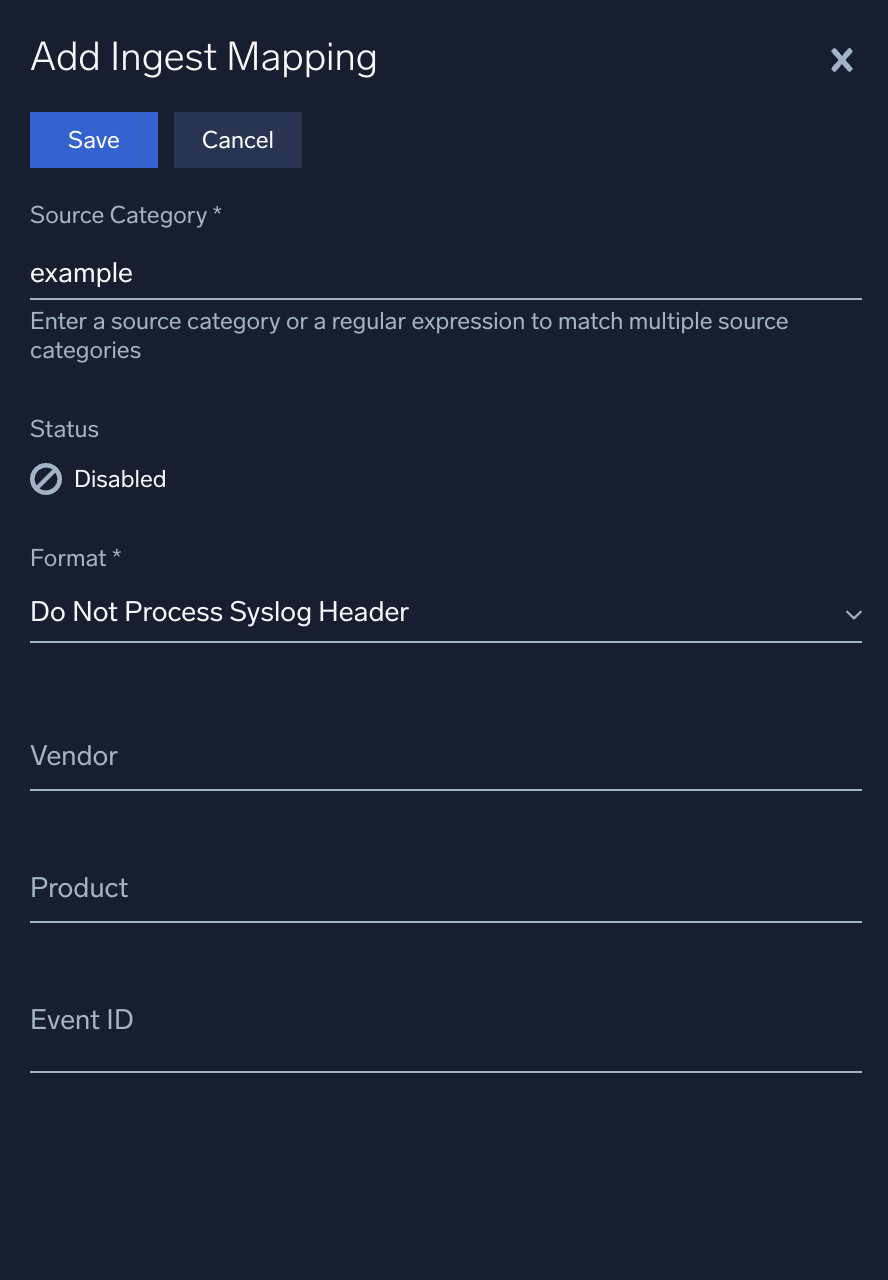 Add Ingest Mapping
Save
Cancel
Source Category *
example
Enter a source category or a regular expression to match multiple source
categories
Status
Disabled
Format *
Do Not Process Syslog Header
Vendor
Product
Event ID